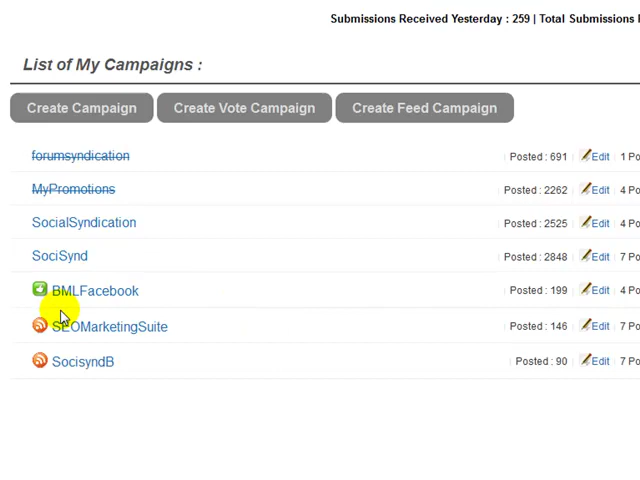 Submissions Received Yesterday : 259 | Total Submissions
List of My Campaigns :
Create Campaign Create Vote Campaign Create Feed Campaign
forumsyndication Posted : 691 Edit 1 Po
MyPromotions Posted : 2262 Edit 4 Po
SocialSyndication Posted : 2525 Edit 4 Po
SociSynd Posted : 2848 Edit 7 Po
BMLFacebook Posted : 199 Edit 4 Po
SEOMarketingSuite Posted : 146 Edit 7 Po
SocisyndB Posted : 90 Edit 7 Po